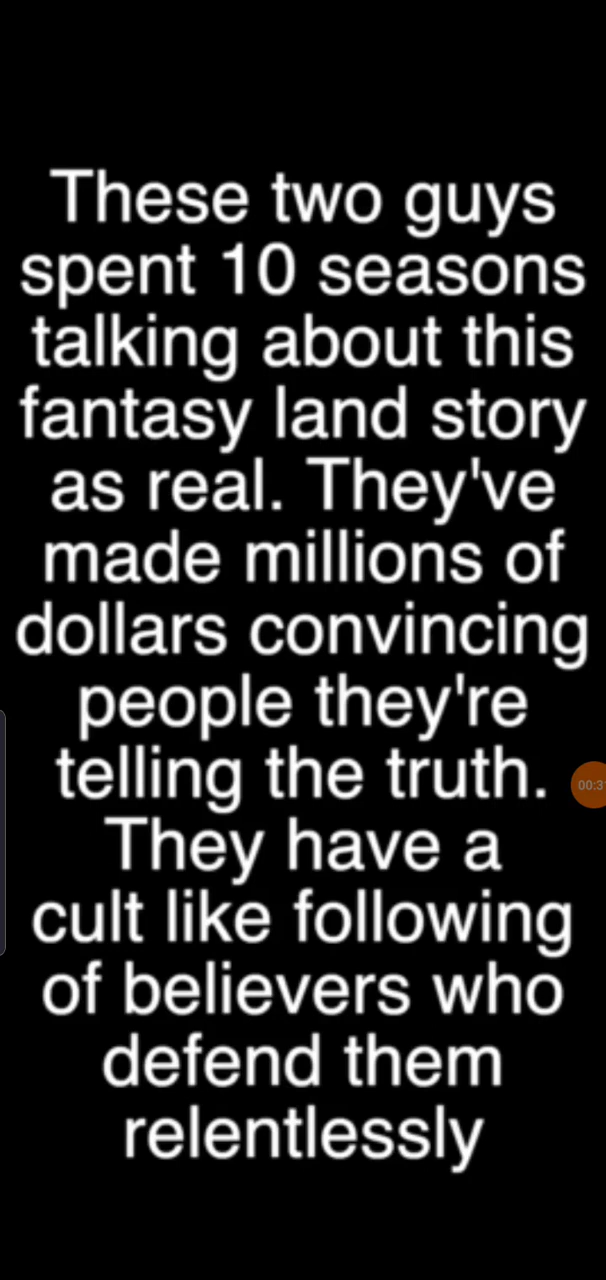 These two guys
spent 10 seasons
talking about this
fantasy land story
as real. They've
made millions of
dollars convincing
people they're
telling the truth.
They have a
cult like following
of believers who
defend them
relentlessly